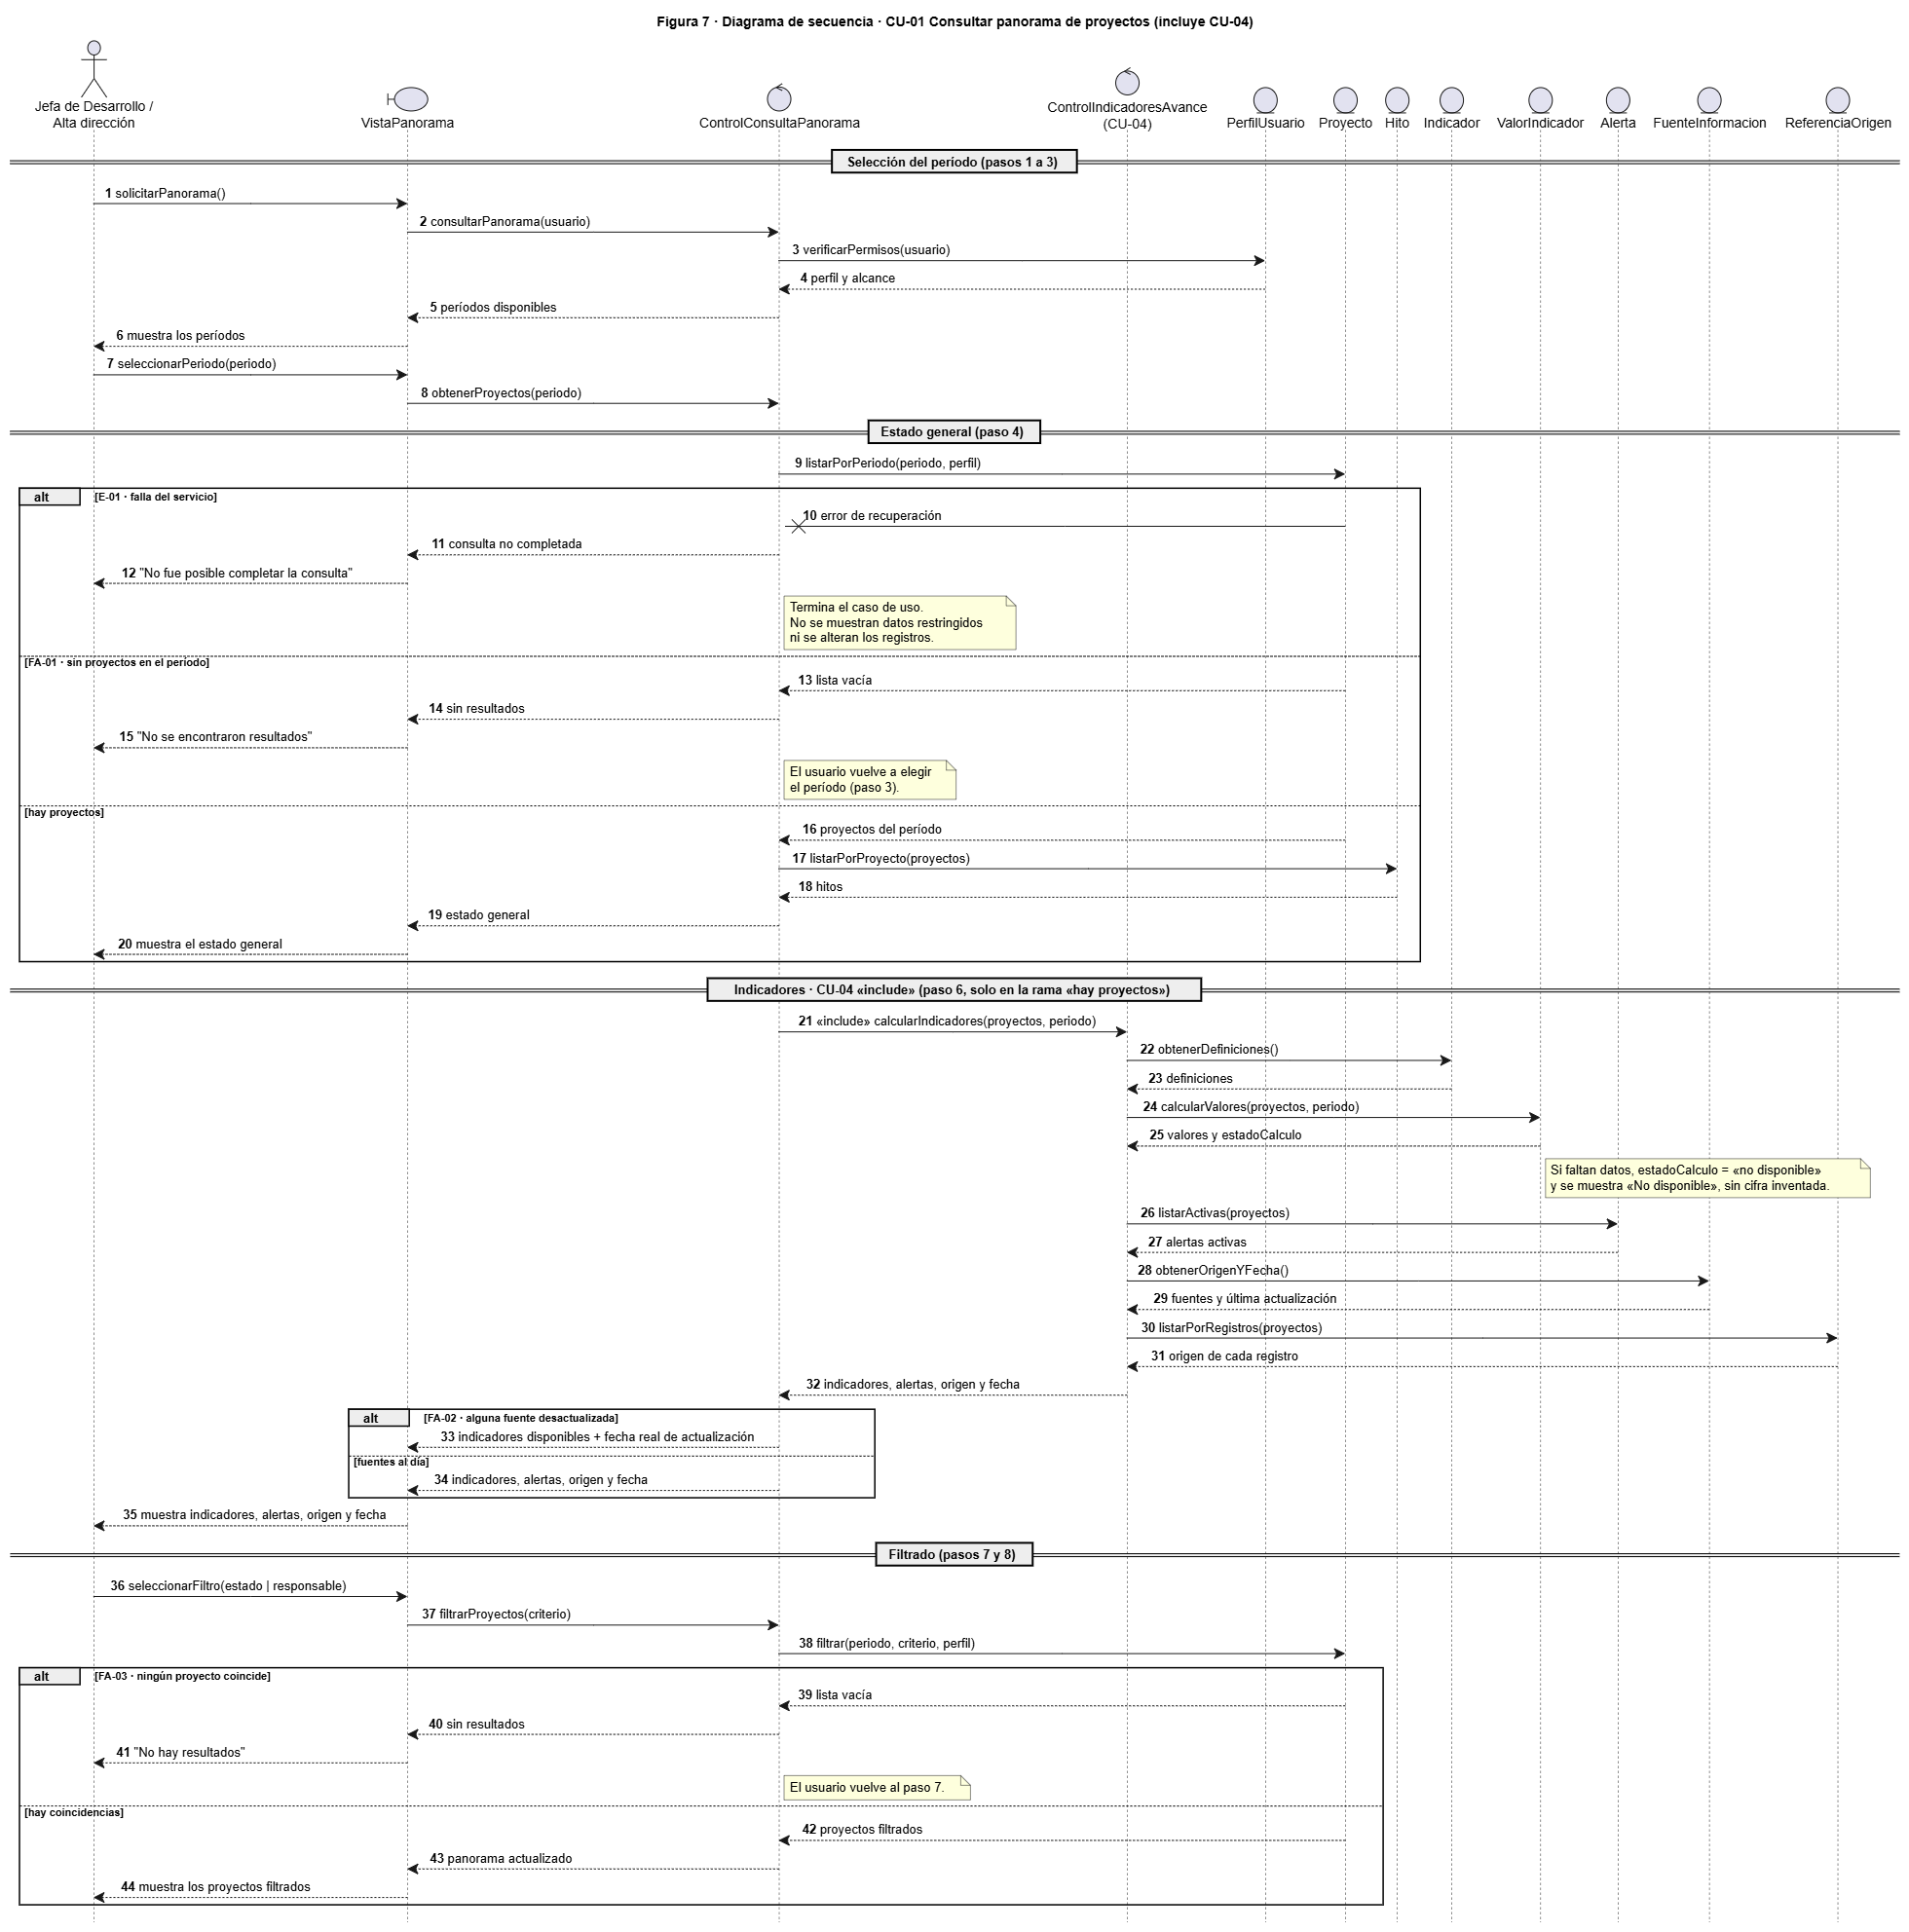 Figura 7 · Diagrama de secuencia · CU-01 Consultar panorama de proyectos (incluye CU-04)
Jefa de Desarrollo /
Alta dirección
VistaPanorama
ControlConsultaPanorama
ControlIndicadoresAvance
(CU-04)
PerfilUsuario
Proyecto
Hito
Indicador
ValorIndicador
Alerta
FuenteInformacion
ReferenciaOrigen
Selección del período (pasos 1 a 3)
1 solicitarPanorama()
2 consultarPanorama(usuario)
3 verificarPermisos(usuario)
4 perfil y alcance
5 períodos disponibles
6 muestra los períodos
7 seleccionarPeriodo(periodo)
8 obtenerProyectos(periodo)
Estado general (paso 4)
9 listarPorPeriodo(periodo, perfil)
alt
[E-01 · falla del servicio]
10 error de recuperación
11 consulta no completada
12 "No fue posible completar la consulta"
Termina el caso de uso.
No se muestran datos restringidos
ni se alteran los registros.
[FA-01 · sin proyectos en el período]
13 lista vacía
14 sin resultados
15 "No se encontraron resultados"
El usuario vuelve a elegir
el período (paso 3).
[hay proyectos]
16 proyectos del período
17 listarPorProyecto(proyectos)
18 hitos
19 estado general
20 muestra el estado general
Indicadores · CU-04 «include» (paso 6, solo en la rama «hay proyectos»)
21 «include» calcularIndicadores(proyectos, periodo)
22 obtenerDefiniciones()
23 definiciones
24 calcularValores(proyectos, periodo)
25 valores y estadoCalculo
Si faltan datos, estadoCalculo = «no disponible»
y se muestra «No disponible», sin cifra inventada.
26 listarActivas(proyectos)
27 alertas activas
28 obtenerOrigenYFecha()
29 fuentes y última actualización
30 listarPorRegistros(proyectos)
31 origen de cada registro
32 indicadores, alertas, origen y fecha
alt
[FA-02 · alguna fuente desactualizada]
33 indicadores disponibles + fecha real de actualización
[fuentes al día]
34 indicadores, alertas, origen y fecha
35 muestra indicadores, alertas, origen y fecha
Filtrado (pasos 7 y 8)
36 seleccionarFiltro(estado | responsable)
37 filtrarProyectos(criterio)
38 filtrar(periodo, criterio, perfil)
alt
[FA-03 · ningún proyecto coincide]
39 lista vacía
40 sin resultados
41 "No hay resultados"
El usuario vuelve al paso 7.
[hay coincidencias]
42 proyectos filtrados
43 panorama actualizado
44 muestra los proyectos filtrados